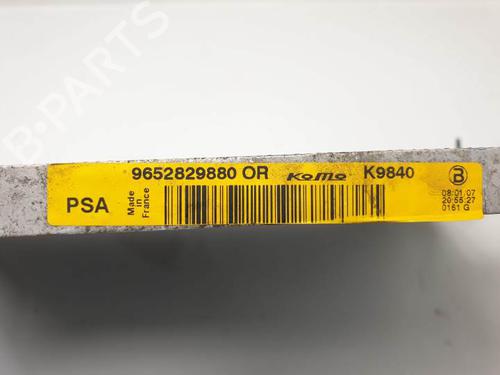 B-PARTS
9652829880 OR KOMO K9840
PSA
Made
in
France
B
08.01.07
20:55:27
0161 G